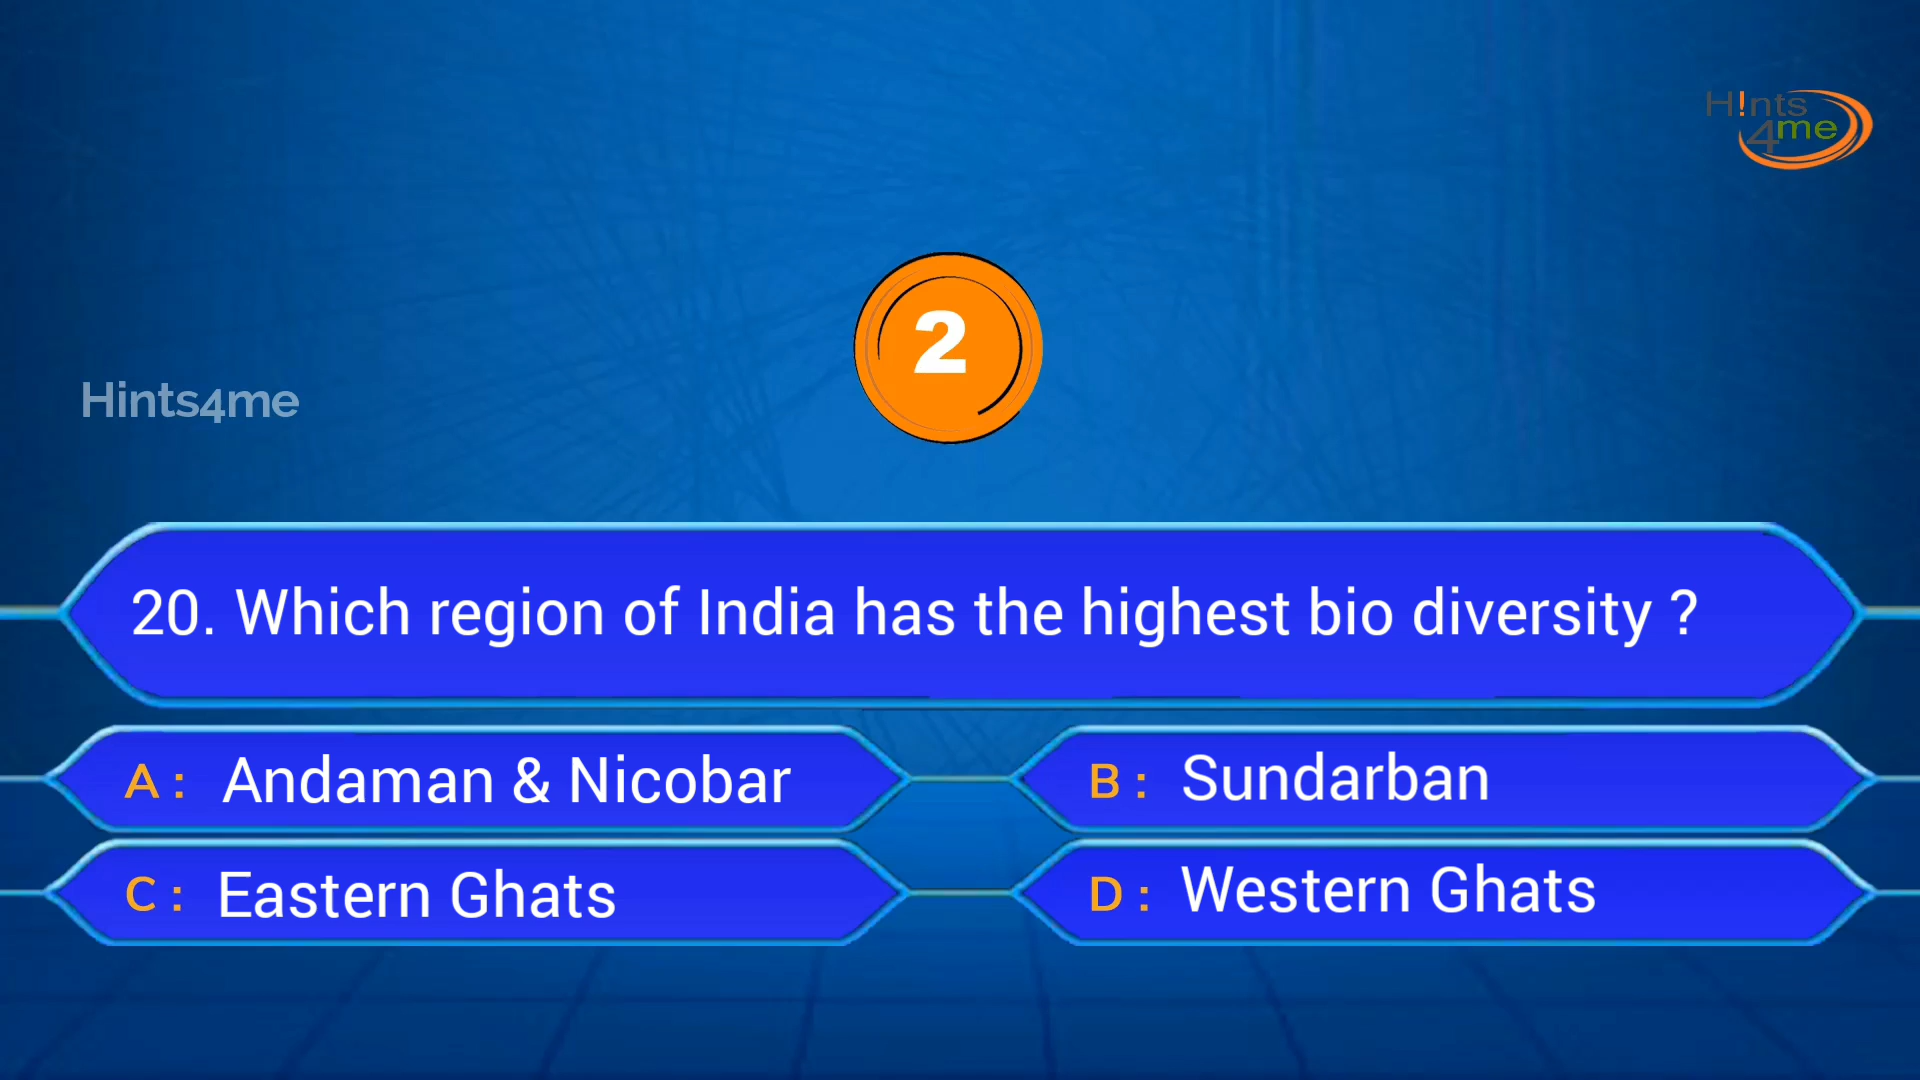 H!nts
4me
2
Hints4me
20. Which region of India has the highest bio diversity ?
A : Andaman & Nicobar
B : Sundarban
C : Eastern Ghats
D : Western Ghats